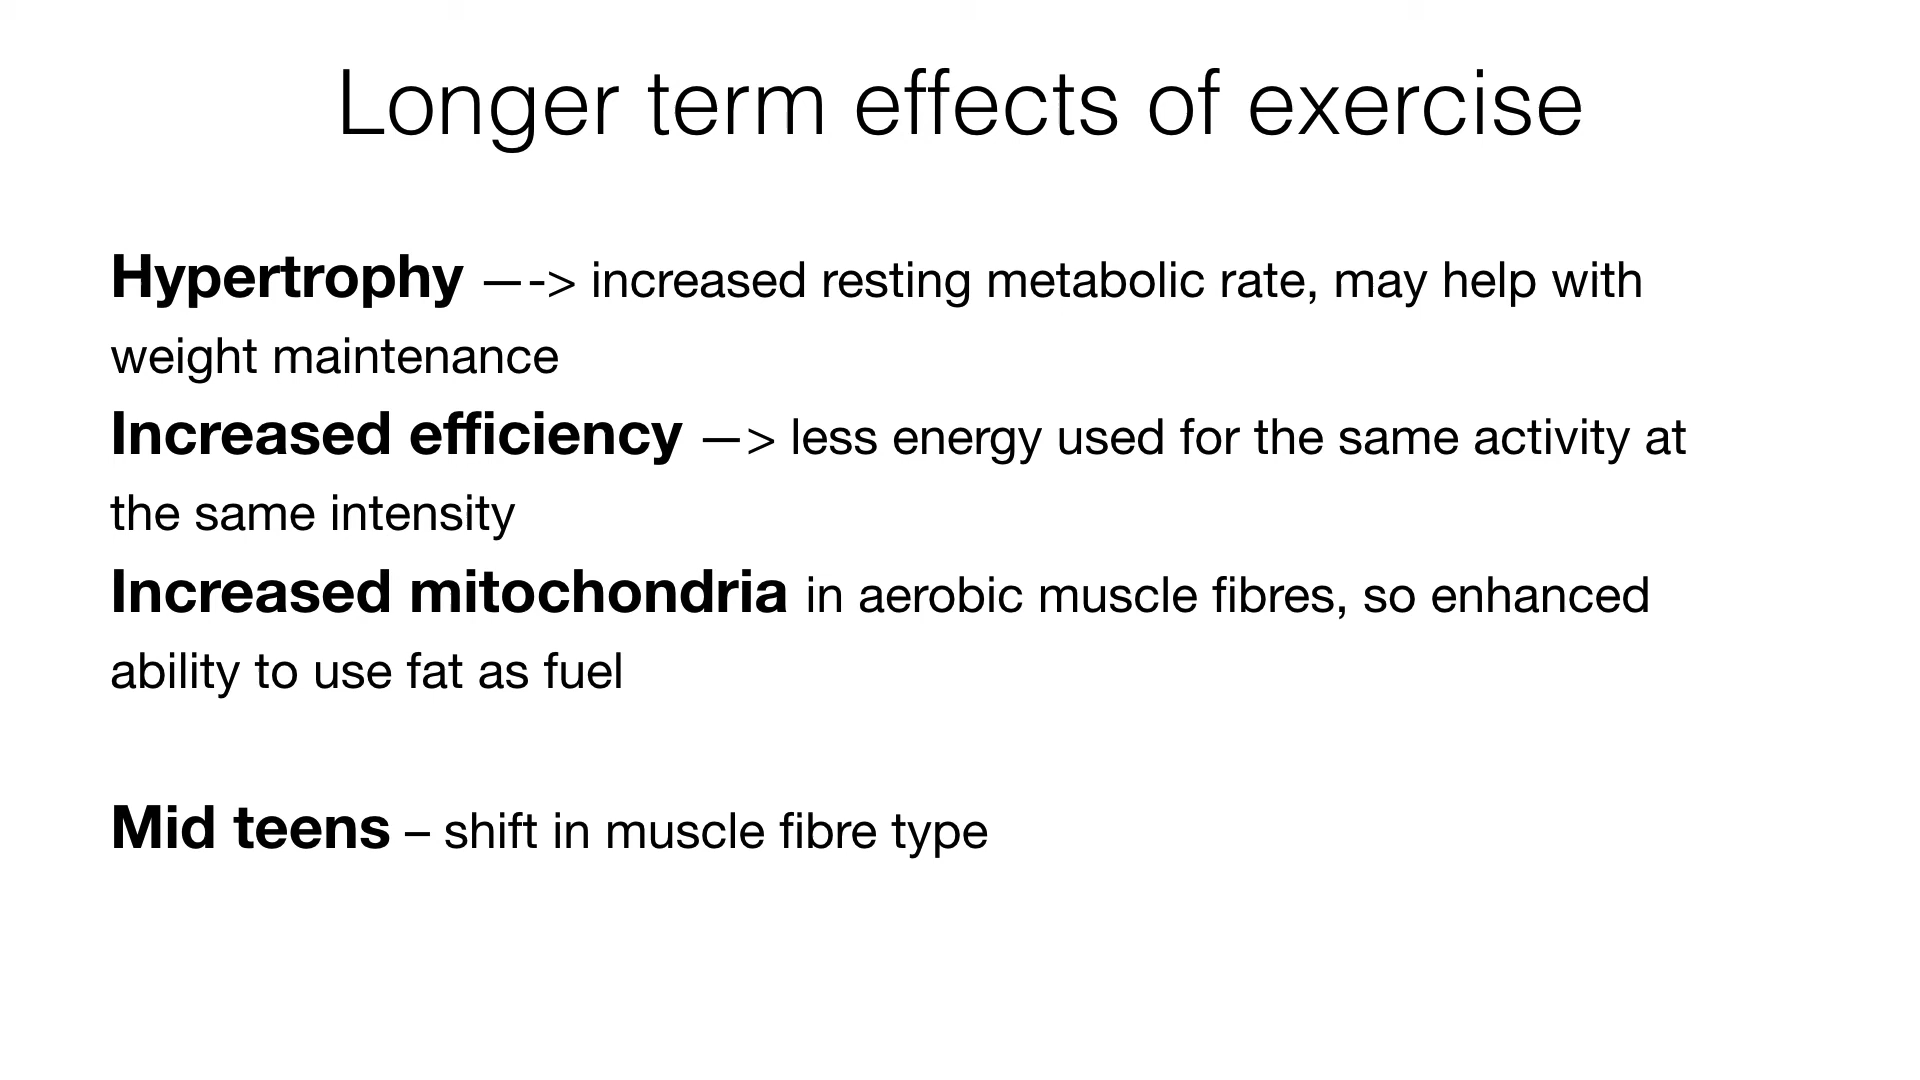 Longer term effects of exercise
Hypertrophy —-> increased resting metabolic rate, may help with
weight maintenance
Increased efficiency —> less energy used for the same activity at
the same intensity
Increased mitochondria in aerobic muscle fibres, so enhanced
ability to use fat as fuel
Mid teens – shift in muscle fibre type